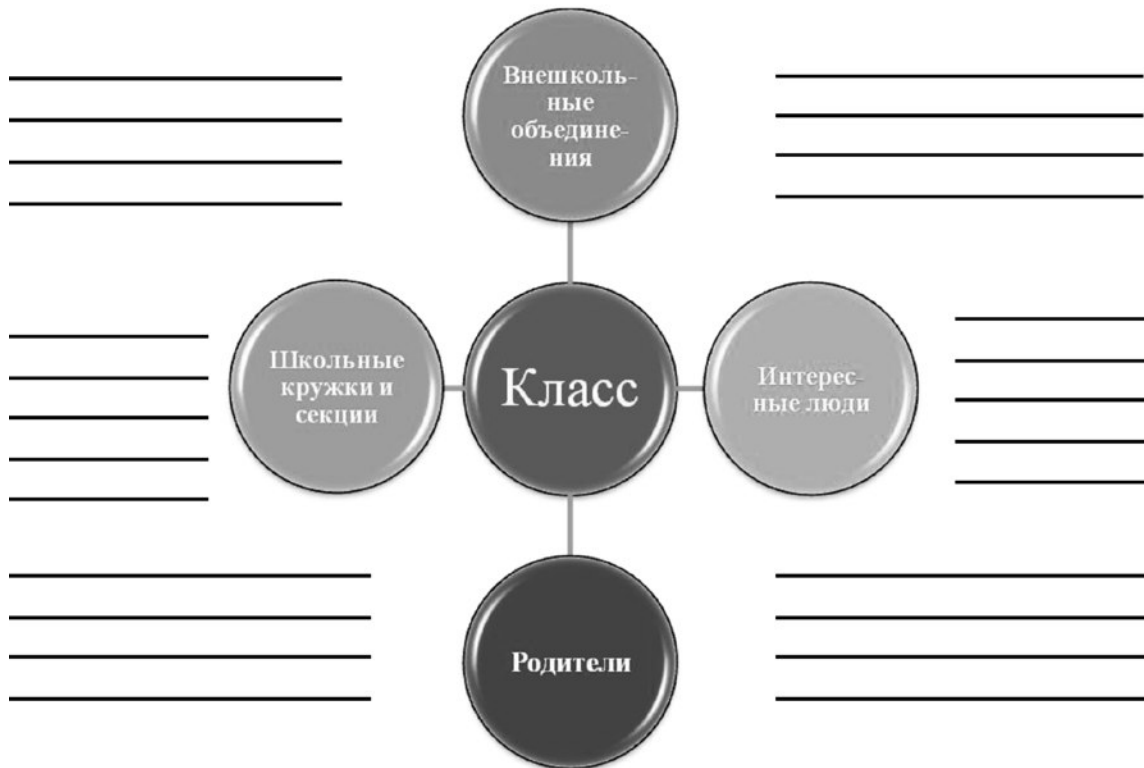 Внешколь-
ные
объедине-
ния
Школьные
кружки и
секции
Класс
Интерес-
ные люди
Родители